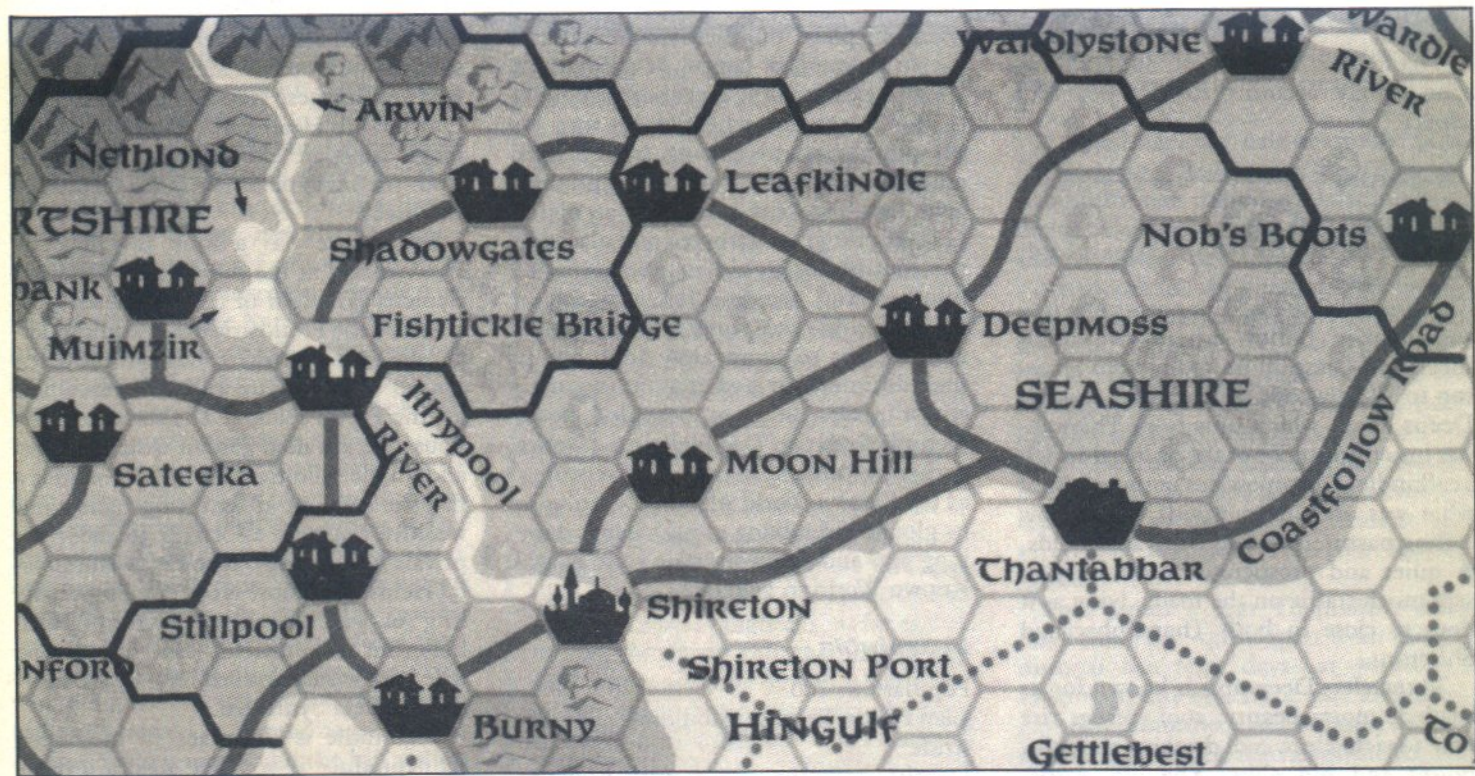 Wardlystone
Wardle
River
Arwin
Nethlond
Leafkindle
RTSHIRE
Shadowgates
Nob's Boots
bank
Fishtickle Bridge
Deepmoss
Muimzir
SEASHIRE
Ithypool
River
Sateeka
Moon Hill
Coastfollow Road
Thantabbar
Shireton
Stillpool
nford
Shireton Port
Hingulf
Burny
Gettlebest
To